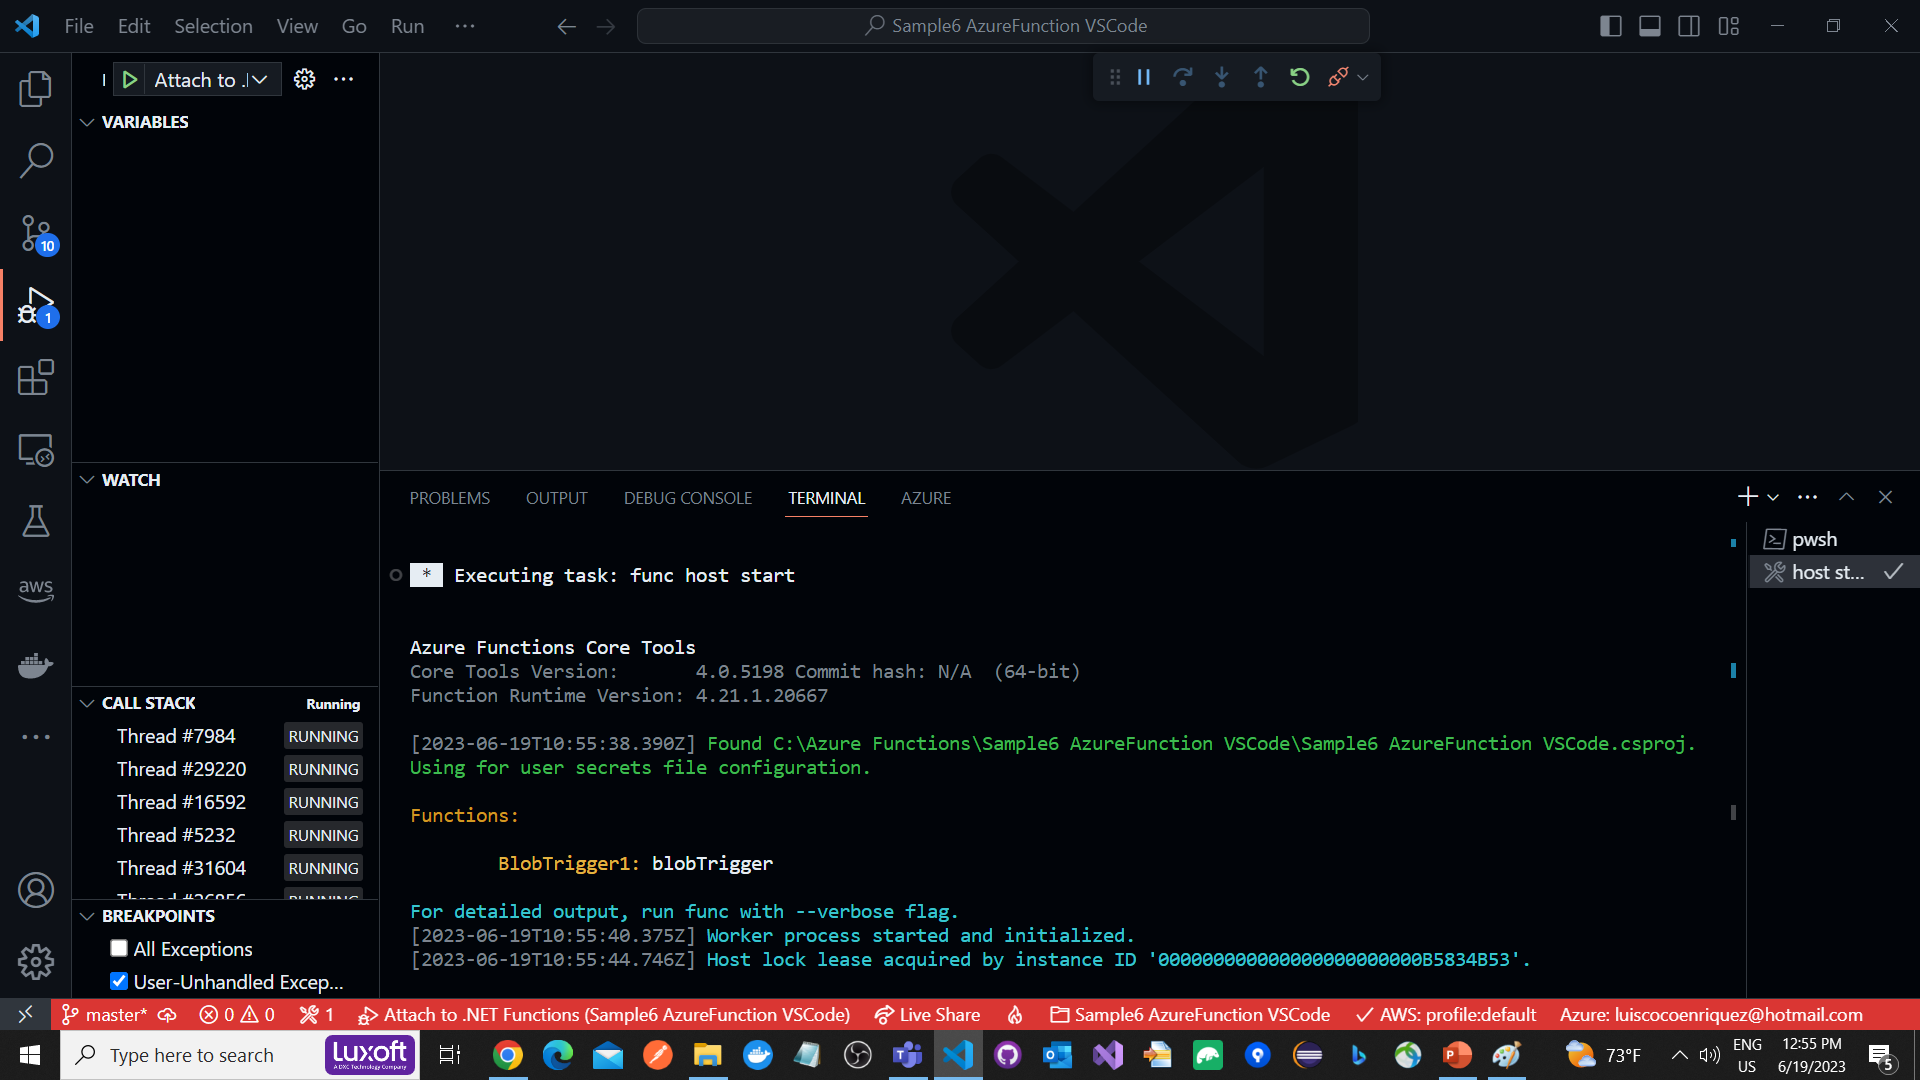 File Edit Selection View Go Run ···
Sample6 AzureFunction VSCode
Attach to .
VARIABLES
10
1
WATCH
aws
CALL STACK Running
Thread #7984 RUNNING
Thread #29220 RUNNING
Thread #16592 RUNNING
Thread #5232 RUNNING
Thread #31604 RUNNING
BREAKPOINTS
All Exceptions
User-Unhandled Excep...
PROBLEMS OUTPUT DEBUG CONSOLE TERMINAL AZURE
pwsh
host st...
* Executing task: func host start
Azure Functions Core Tools
Core Tools Version: 4.0.5198 Commit hash: N/A (64-bit)
Function Runtime Version: 4.21.1.20667
[2023-06-19T10:55:38.390Z] Found C:\Azure Functions\Sample6 AzureFunction VSCode\Sample6 AzureFunction VSCode.csproj.
Using for user secrets file configuration.
Functions:
BlobTrigger1: blobTrigger
For detailed output, run func with --verbose flag.
[2023-06-19T10:55:40.375Z] Worker process started and initialized.
[2023-06-19T10:55:44.746Z] Host lock lease acquired by instance ID '000000000000000000000000B5834B53'.
master* 0 0 1 Attach to .NET Functions (Sample6 AzureFunction VSCode) Live Share Sample6 AzureFunction VSCode AWS: profile:default Azure: luiscocoenriquez@hotmail.com
Type here to search
Luxoft
A DXC Technology Company
73°F
ENG
US
12:55 PM
6/19/2023
5